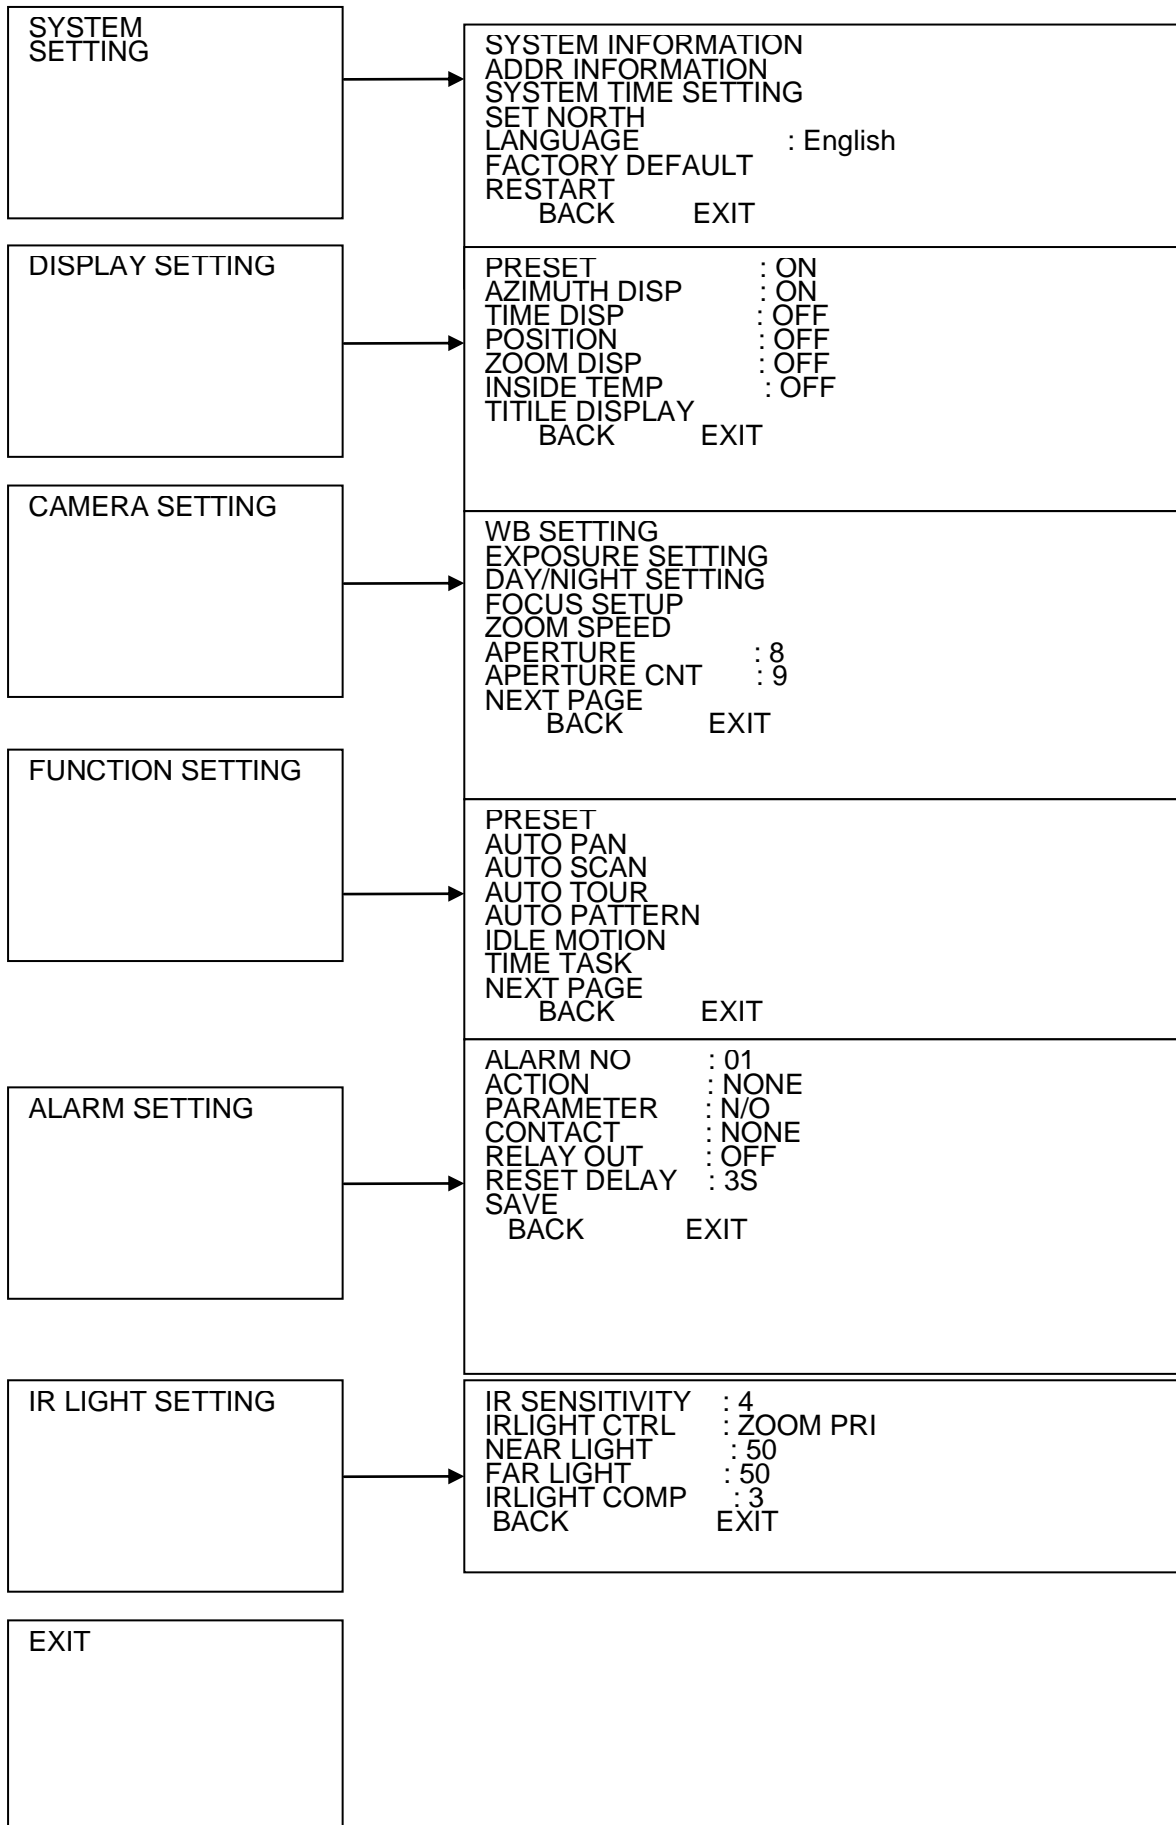 SYSTEM
SETTING
SYSTEM INFORMATION
ADDR INFORMATION
SYSTEM TIME SETTING
SET NORTH
LANGUAGE : English
FACTORY DEFAULT
RESTART
BACK EXIT
DISPLAY SETTING
PRESET : ON
AZIMUTH DISP : ON
TIME DISP : OFF
POSITION : OFF
ZOOM DISP : OFF
INSIDE TEMP : OFF
TITILE DISPLAY
BACK EXIT
CAMERA SETTING
WB SETTING
EXPOSURE SETTING
DAY/NIGHT SETTING
FOCUS SETUP
ZOOM SPEED
APERTURE : 8
APERTURE CNT : 9
NEXT PAGE
BACK EXIT
FUNCTION SETTING
PRESET
AUTO PAN
AUTO SCAN
AUTO TOUR
AUTO PATTERN
IDLE MOTION
TIME TASK
NEXT PAGE
BACK EXIT
ALARM SETTING
ALARM NO : 01
ACTION : NONE
PARAMETER : N/O
CONTACT : NONE
RELAY OUT : OFF
RESET DELAY : 3S
SAVE
BACK EXIT
IR LIGHT SETTING
IR SENSITIVITY : 4
IRLIGHT CTRL : ZOOM PRI
NEAR LIGHT : 50
FAR LIGHT : 50
IRLIGHT COMP : 3
BACK EXIT
EXIT